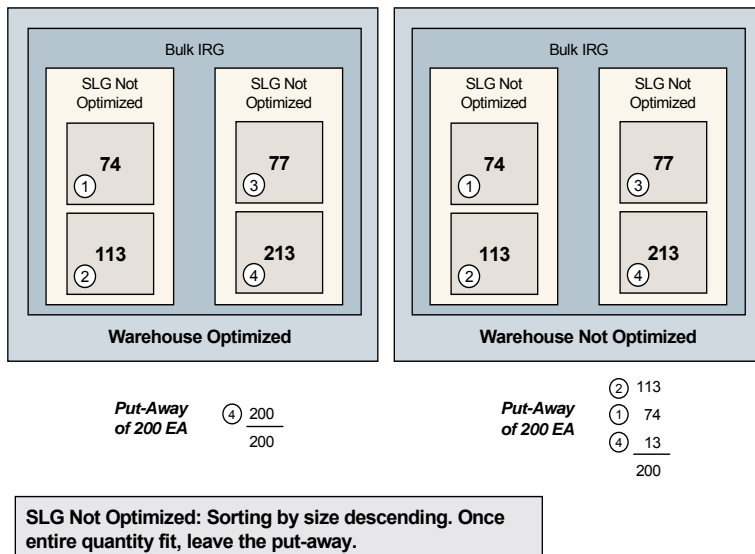 Bulk IRG
SLG Not
Optimized
74
1
113
2
SLG Not
Optimized
77
3
213
4
Warehouse Optimized
Bulk IRG
SLG Not
Optimized
74
1
113
2
SLG Not
Optimized
77
3
213
4
Warehouse Not Optimized
Put-Away
of 200 EA
4 200
200
Put-Away
of 200 EA
2 113
1 74
4 13
200
SLG Not Optimized: Sorting by size descending. Once
entire quantity fit, leave the put-away.